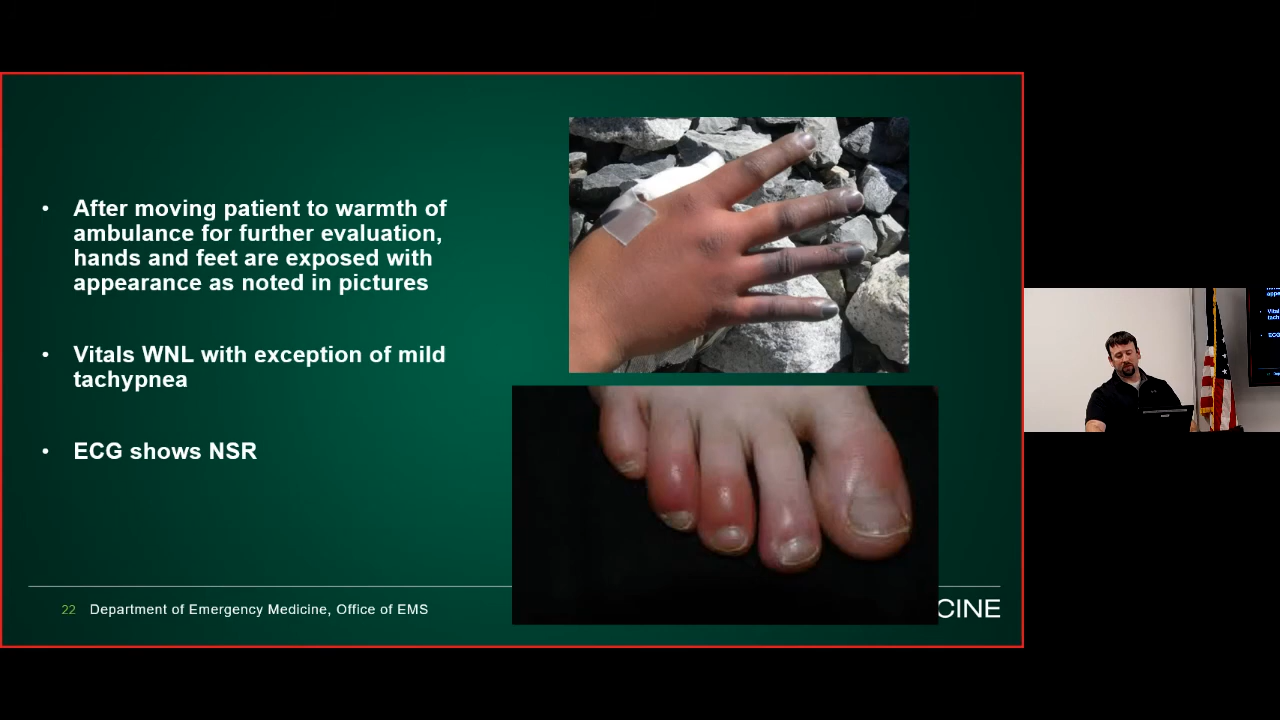 • After moving patient to warmth of
ambulance for further evaluation,
hands and feet are exposed with
appearance as noted in pictures
• Vitals WNL with exception of mild
tachypnea
• ECG shows NSR
22 Department of Emergency Medicine, Office of EMS
CINE